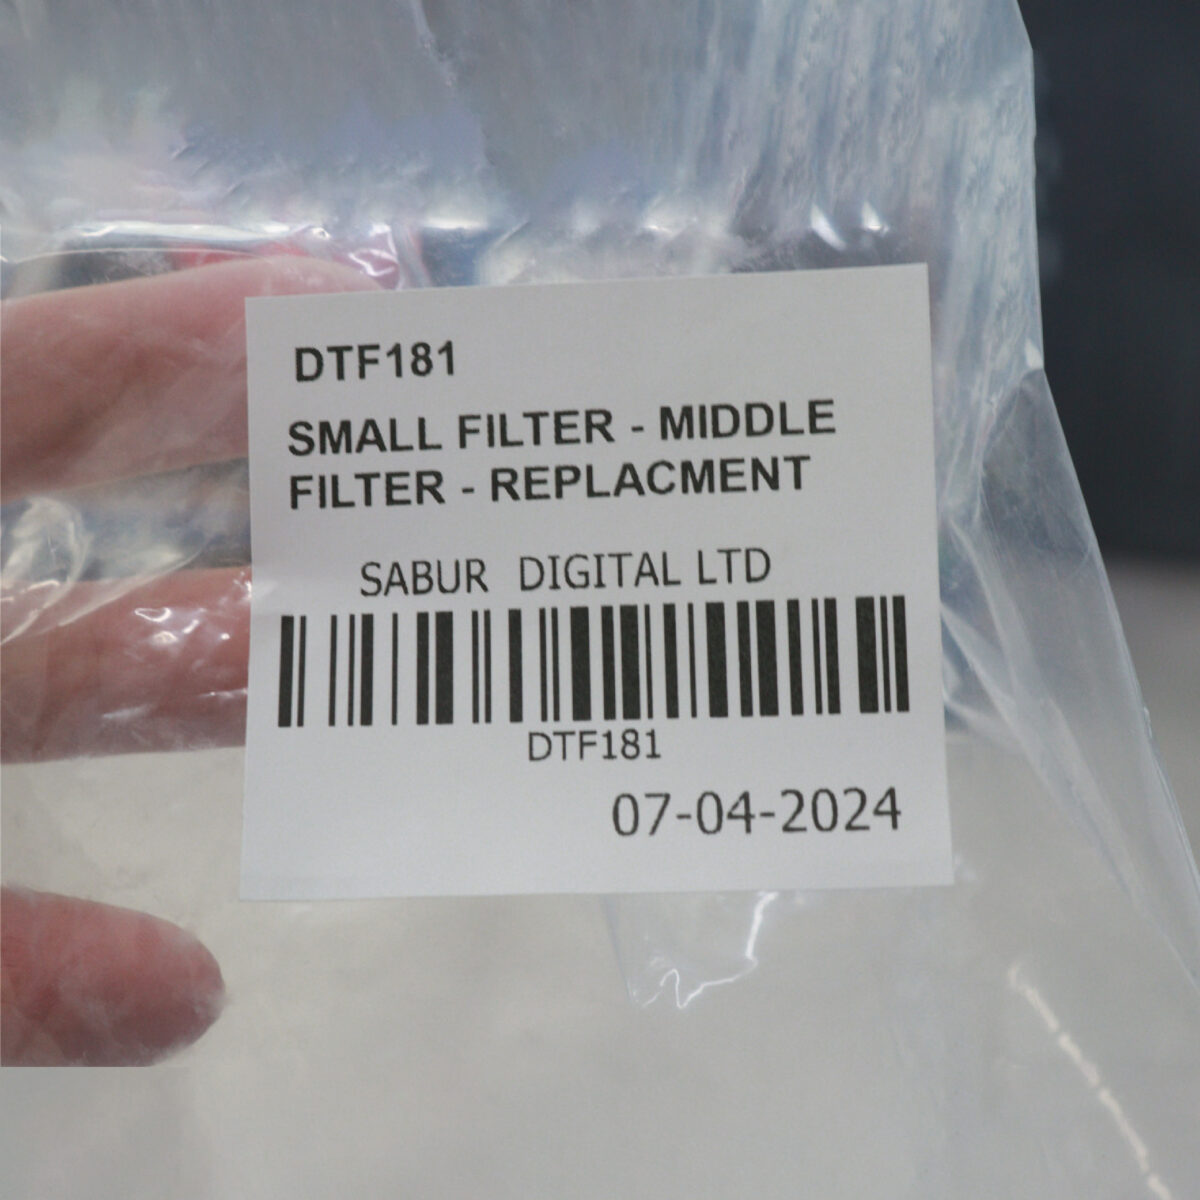 DTF181
SMALL FILTER - MIDDLE
FILTER - REPLACMENT
SABUR DIGITAL LTD
DTF181
07-04-2024